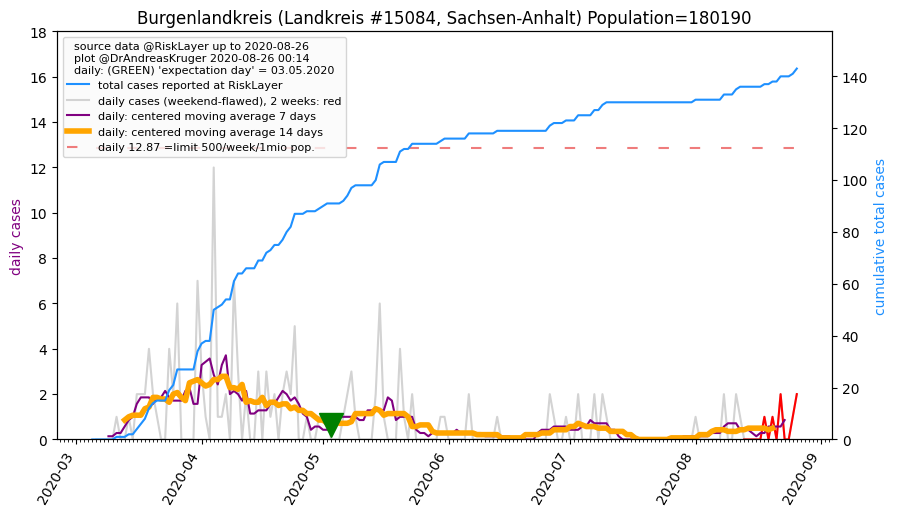 Burgenlandkreis (Landkreis #15084, Sachsen-Anhalt) Population=180190
source data @RiskLayer up to 2020-08-26
plot @DrAndreasKruger 2020-08-26 00:14
daily: (GREEN) 'expectation day' = 03.05.2020
total cases reported at RiskLayer
daily cases (weekend-flawed), 2 weeks: red
daily: centered moving average 7 days
daily: centered moving average 14 days
daily 12.87 =limit 500/week/1mio pop.
daily cases
18
16
14
12
10
8
6
4
2
0
cumulative total cases
140
120
100
80
60
40
20
0
2020-03
2020-04
2020-05
2020-06
2020-07
2020-08
2020-09